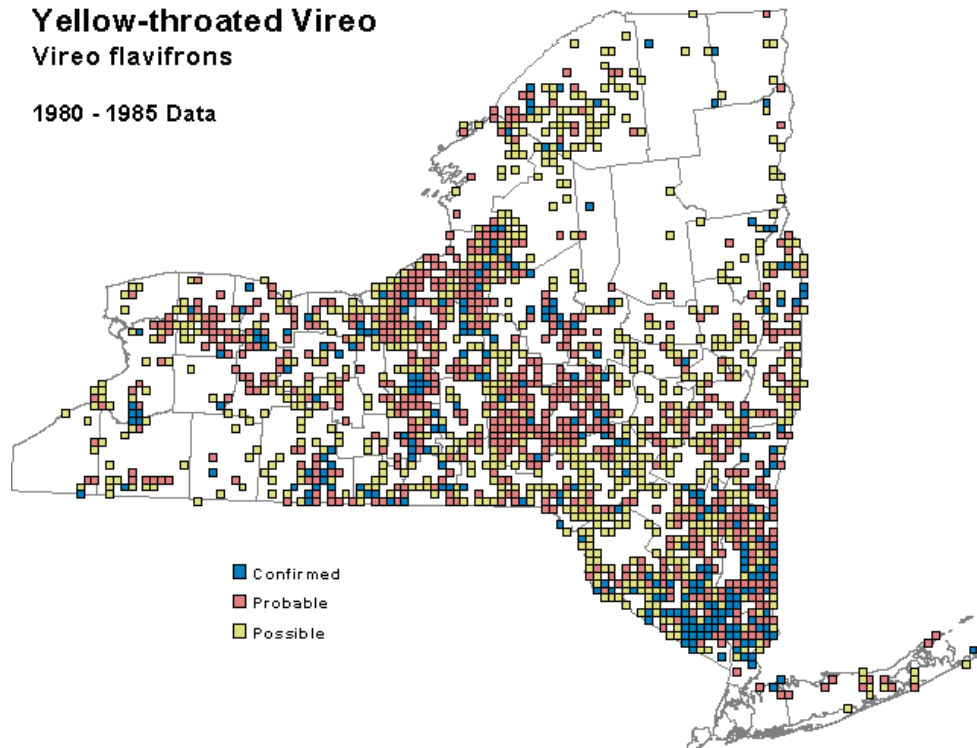 Yellow-throated Vireo
Vireo flavifrons
1980 - 1985 Data
Confirmed
Probable
Possible